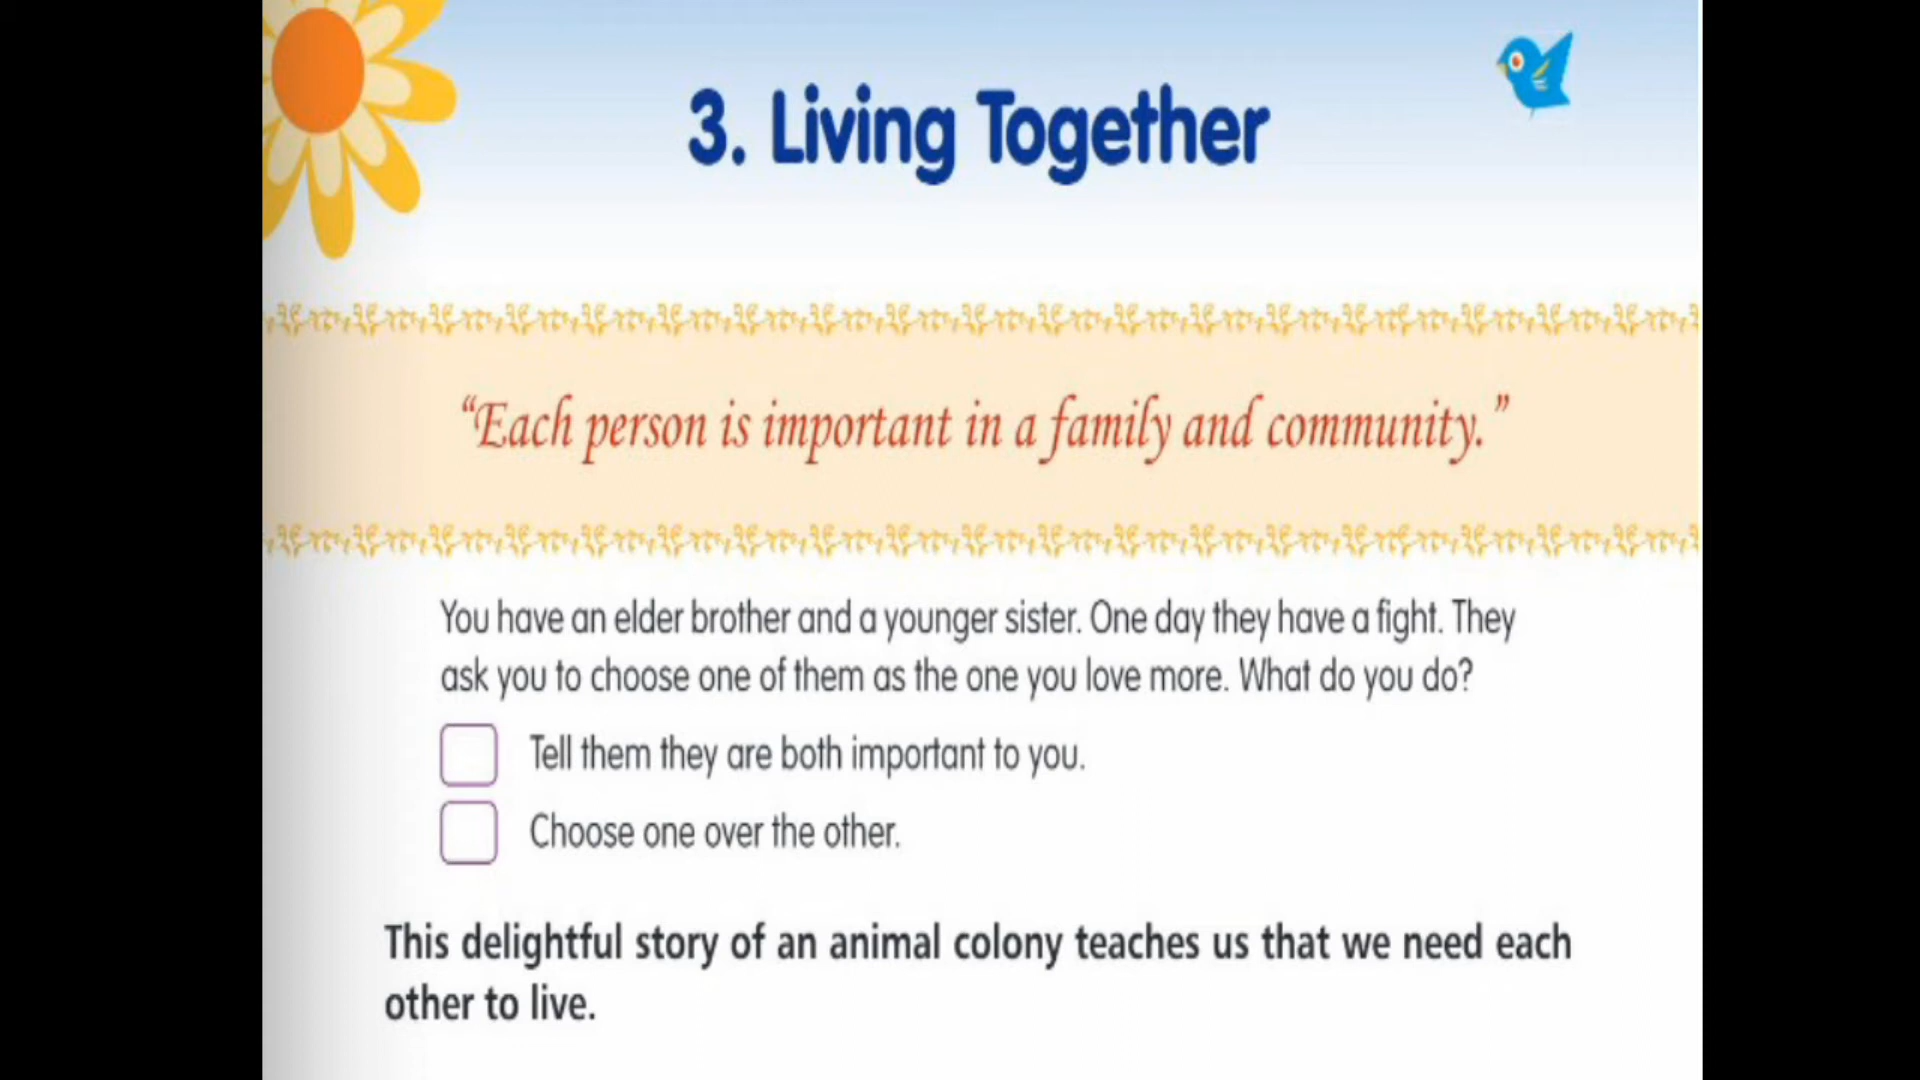 3. Living Together
“Each person is important in a family and community.”
You have an elder brother and a younger sister. One day they have a fight. They
ask you to choose one of them as the one you love more. What do you do?
Tell them they are both important to you.
Choose one over the other.
This delightful story of an animal colony teaches us that we need each
other to live.